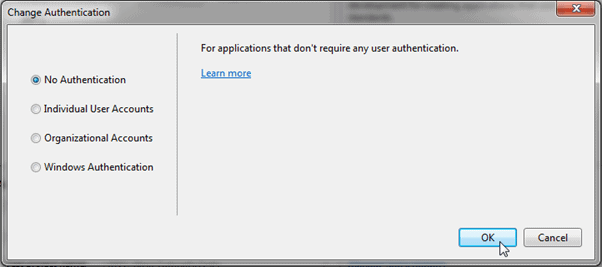 Change Authentication
For applications that don't require any user authentication.
Learn more
No Authentication
Individual User Accounts
Organizational Accounts
Windows Authentication
OK
Cancel